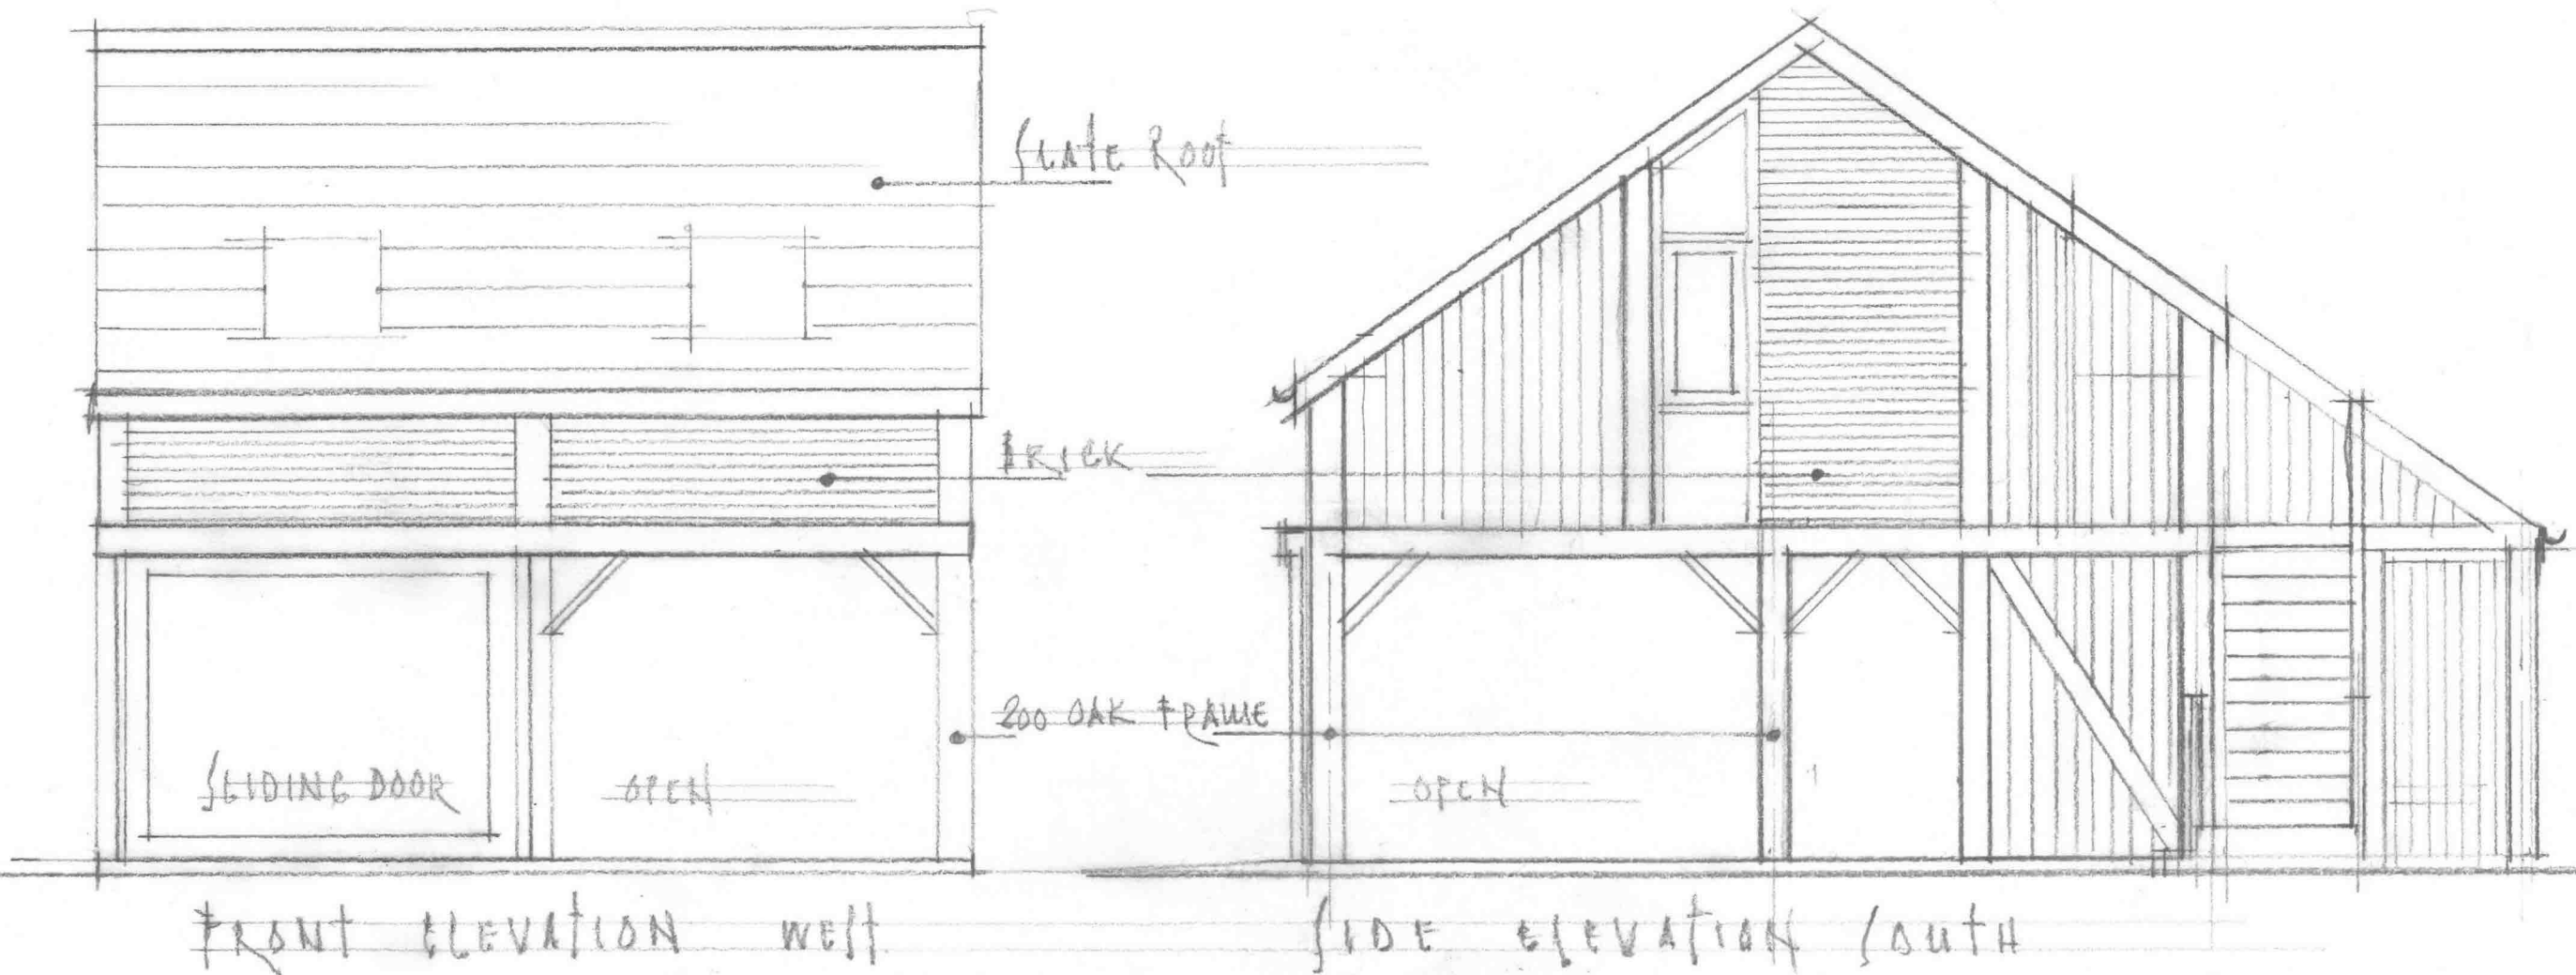 SLATE ROOF
BRICK
200 OAK FRAME
SLIDING DOOR
OPEN
OPEN
FRONT ELEVATION WEST
SIDE ELEVATION SOUTH